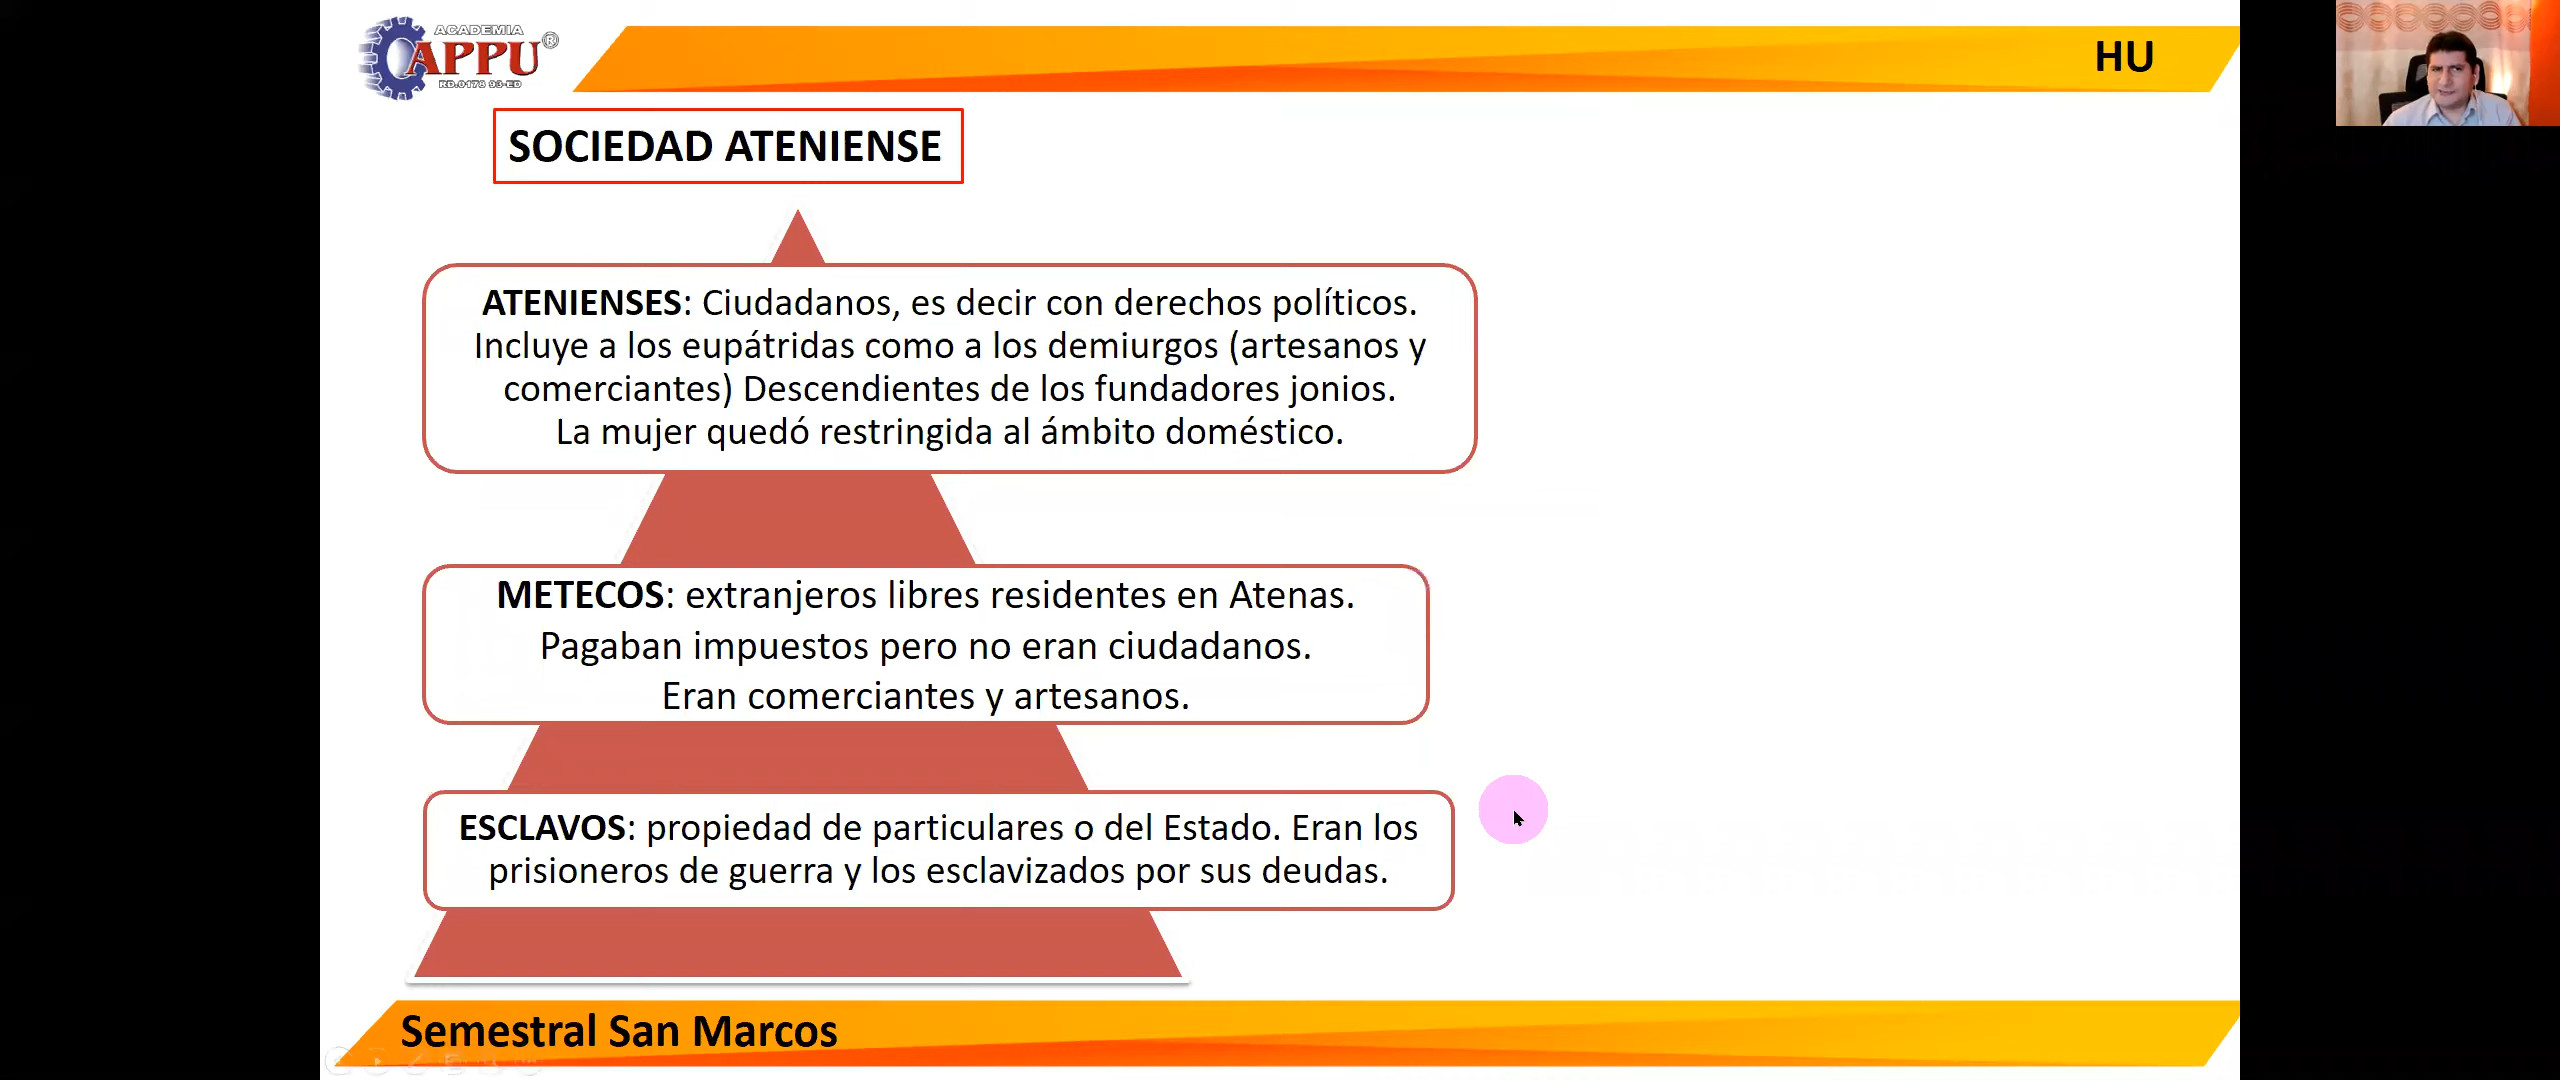 ACADEMIA
APPU®
RD.0178 93-ED
HU
SOCIEDAD ATENIENSE
ATENIENSES: Ciudadanos, es decir con derechos políticos.
Incluye a los eupátridas como a los demiurgos (artesanos y
comerciantes) Descendientes de los fundadores jonios.
La mujer quedó restringida al ámbito doméstico.
METECOS: extranjeros libres residentes en Atenas.
Pagaban impuestos pero no eran ciudadanos.
Eran comerciantes y artesanos.
ESCLAVOS: propiedad de particulares o del Estado. Eran los
prisioneros de guerra y los esclavizados por sus deudas.
Semestral San Marcos